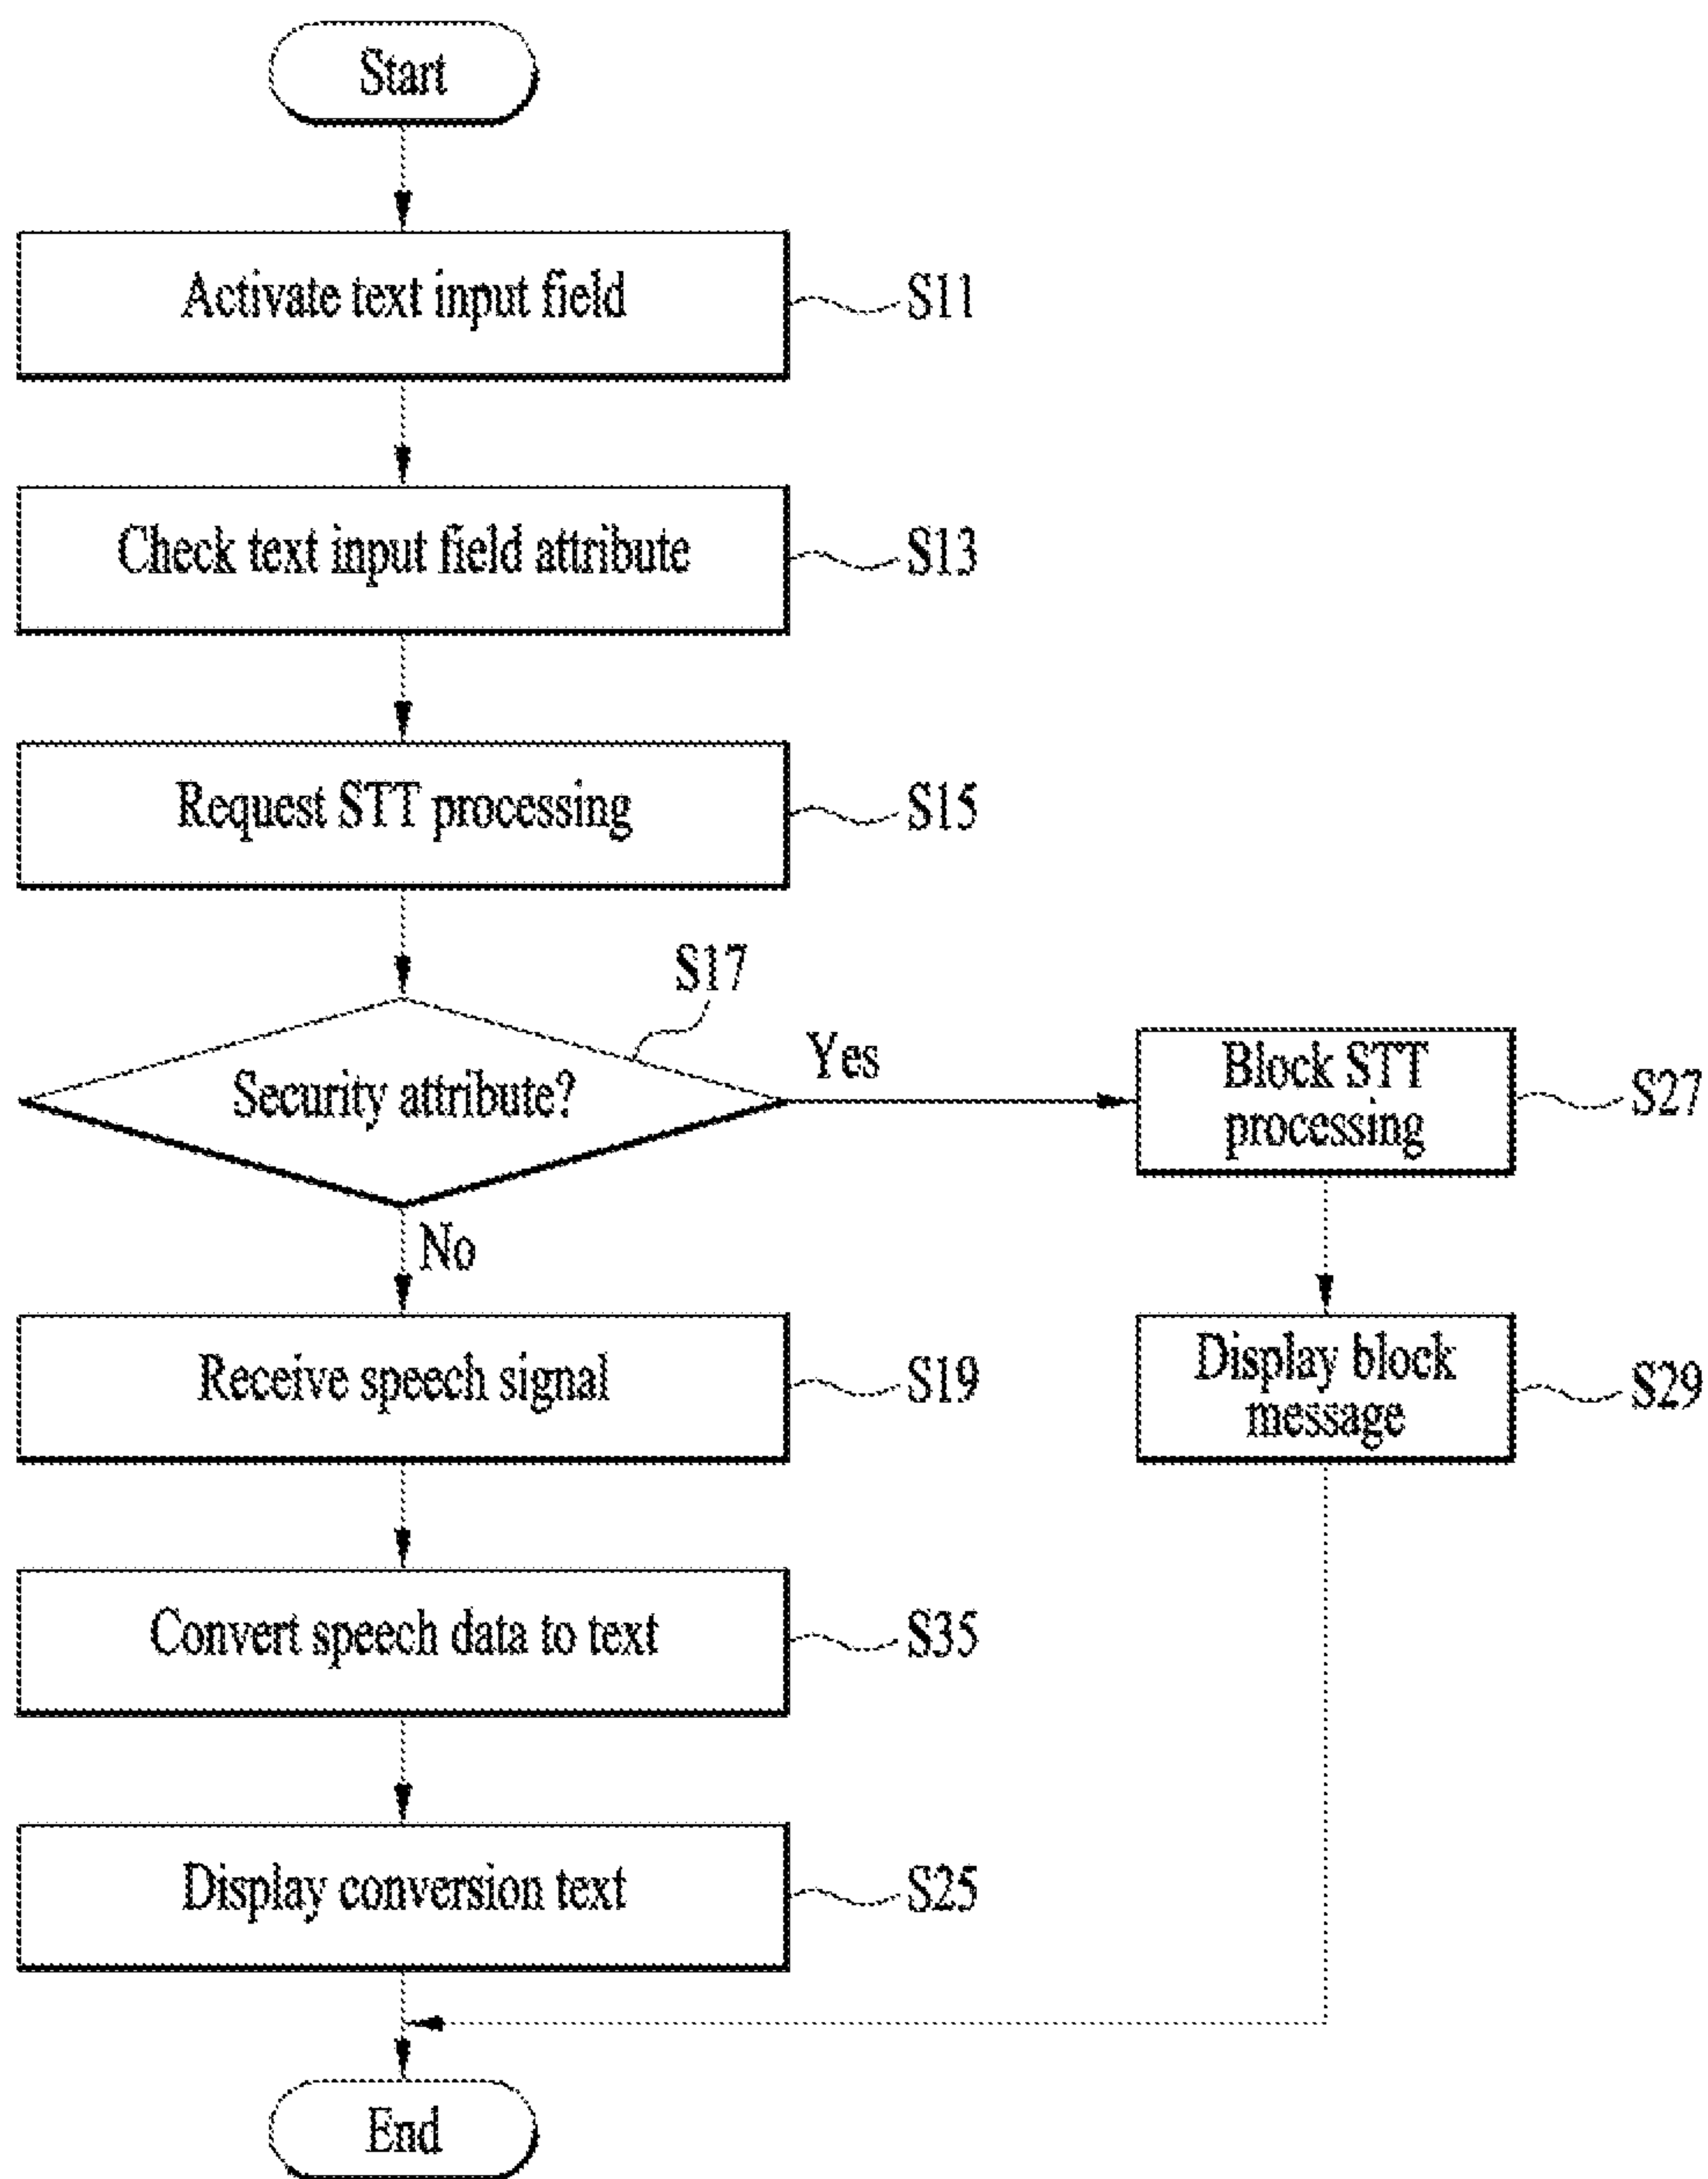 Start
Activate text input field
S11
Check text input field attribute
S13
Request STT processing
S15
S17
Security attribute?
Yes
Block STT
processing
S27
No
Receive speech signal
S19
Display block
message
S29
Convert speech data to text
S35
Display conversion text
S25
End